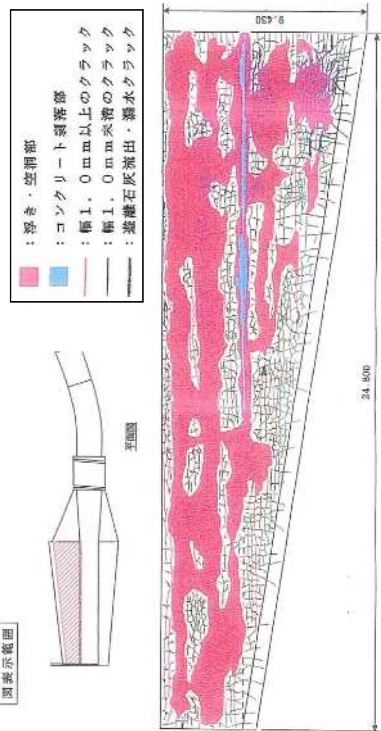 図表示範囲
平面図
：浮き・空洞部
：コンクリート剥落部
：幅１．０ｍｍ以上のクラック
：幅１．０ｍｍ未満のクラック
：遊離石灰流出・漏水クラック
9.430
24.800